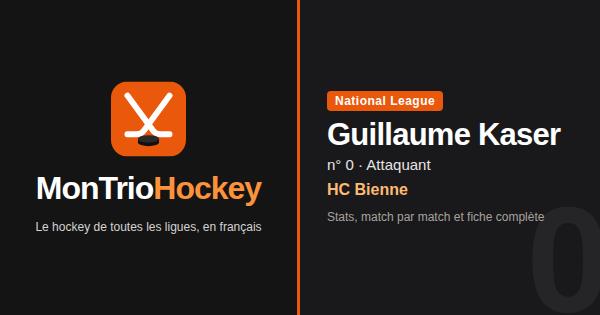 MonTrioHockey
Le hockey de toutes les ligues, en français
National League
Guillaume Kaser
n° 0 · Attaquant
HC Bienne
Stats, match par match et fiche complète
0